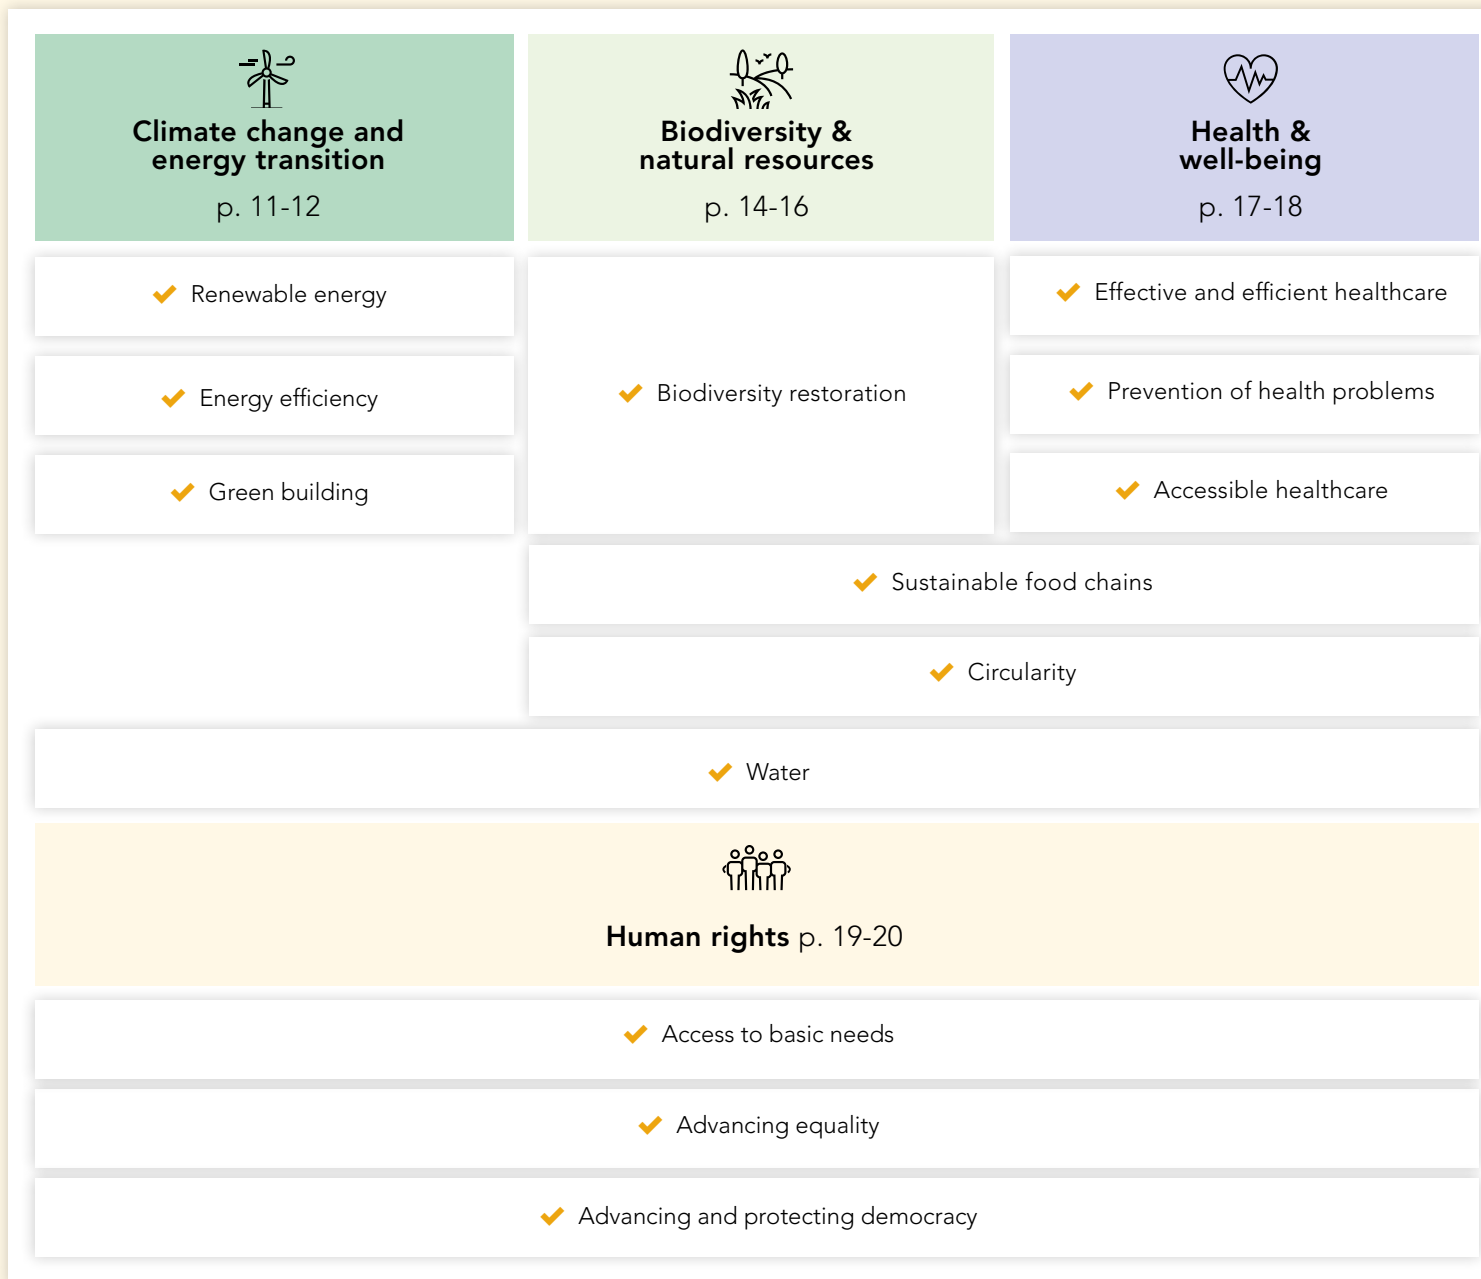 Climate change and
energy transition
p. 11-12
Biodiversity &
natural resources
p. 14-16
Health &
well-being
p. 17-18
Renewable energy
Energy efficiency
Green building
Biodiversity restoration
Effective and efficient healthcare
Prevention of health problems
Accessible healthcare
Sustainable food chains
Circularity
Water
Human rights p. 19-20
Access to basic needs
Advancing equality
Advancing and protecting democracy